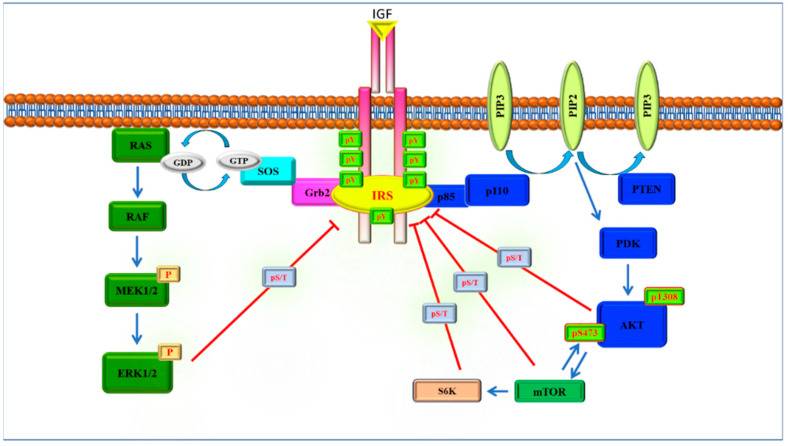 IGF
PIP3
PIP2
PIP3
RAS
GDP
GTP
SOS
Grb2
pY
pY
pY
pY
pY
pY
IRS
pY
p85
p110
PTEN
RAF
PDK
MEK1/2
P
pS/T
pS/T
pS/T
pS/T
pT308
AKT
pS473
ERK1/2
P
S6K
mTOR